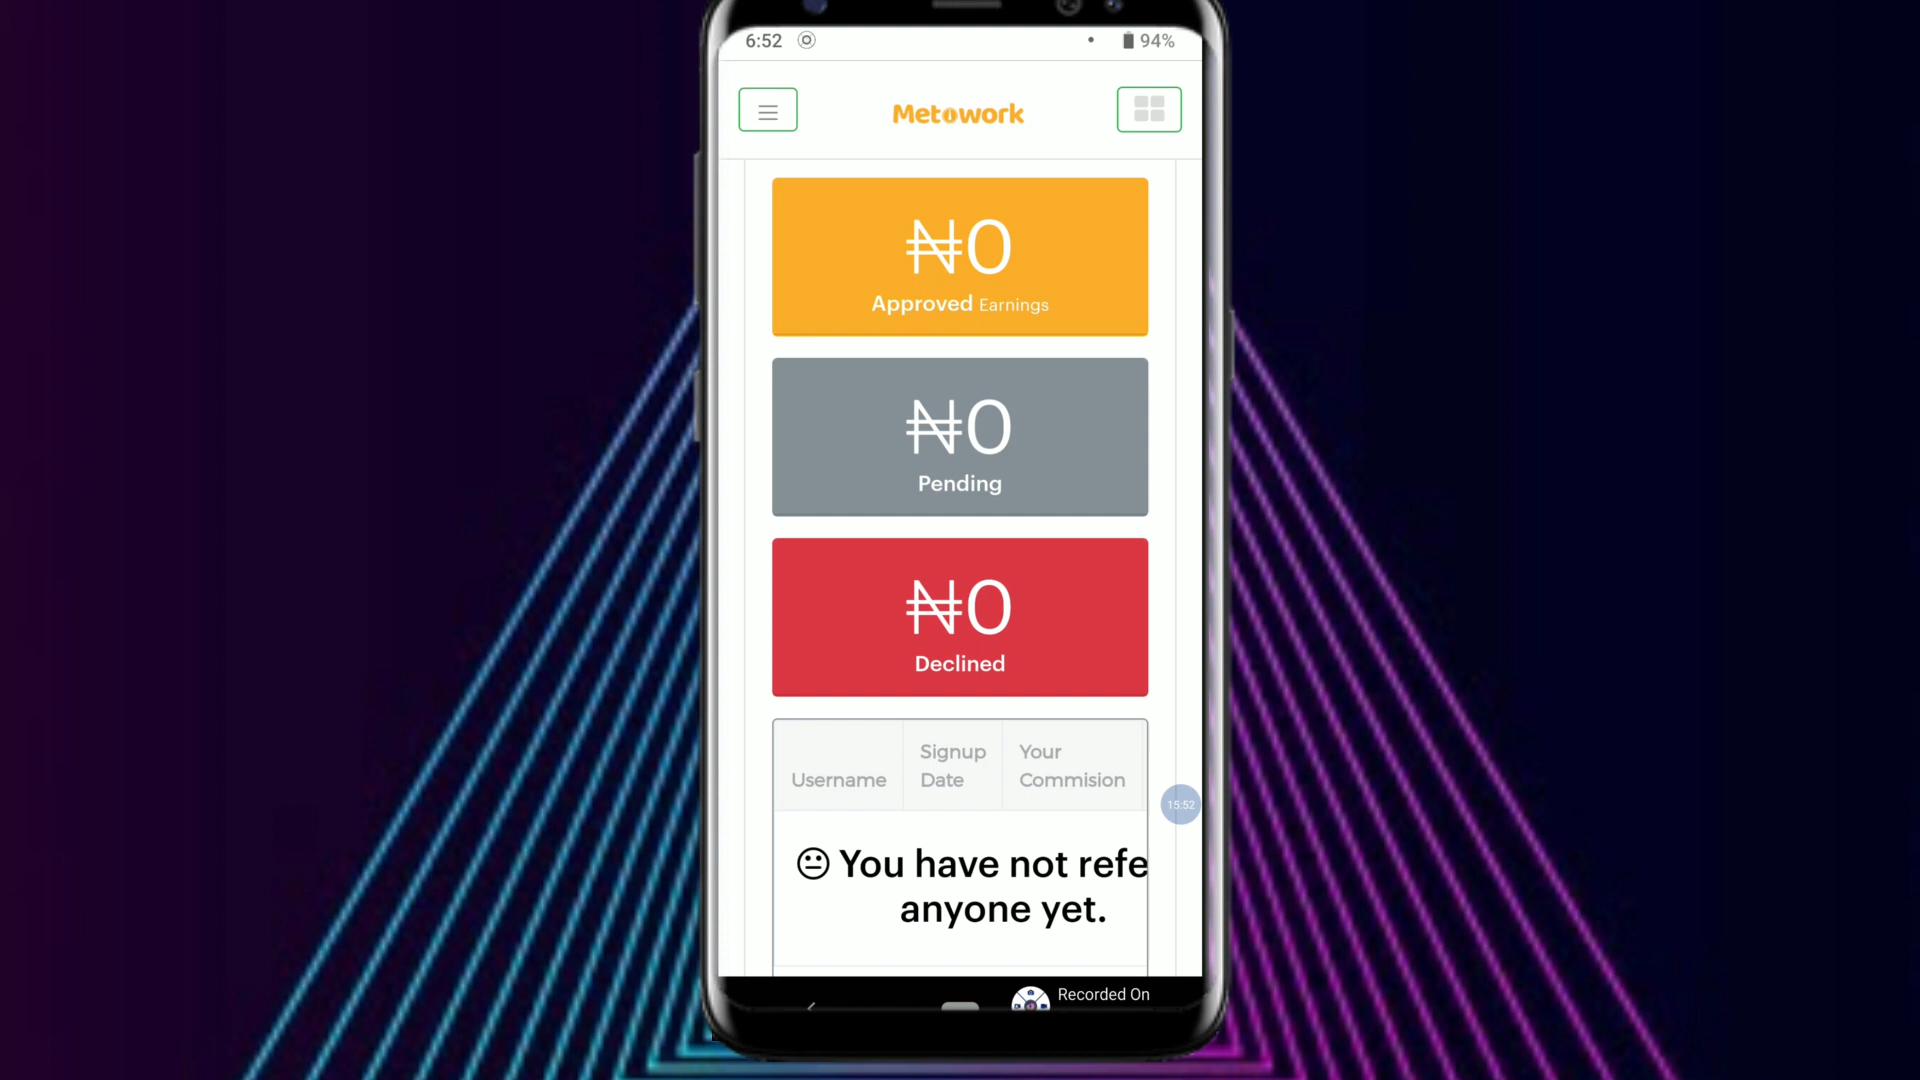 6:52
94%
Metowork
₦0
Approved Earnings
₦0
Pending
₦0
Declined
Username
Signup
Date
Your
Commision
15:52
You have not refe
anyone yet.
Recorded On